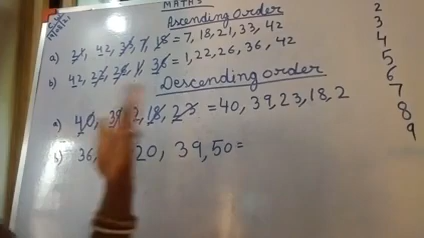 MATHS
Ascending Order
a) 21, 42, 33, 7, 18 = 7, 18, 21, 33, 42
b) 42, 22, 26, 1, 36 = 1, 22, 26, 36, 42
Descending order
a) 40, 39, 2, 18, 23 = 40, 39, 23, 18, 2
b) 36, 20, 39, 50 =
2
3
4
5
6
7
8
9